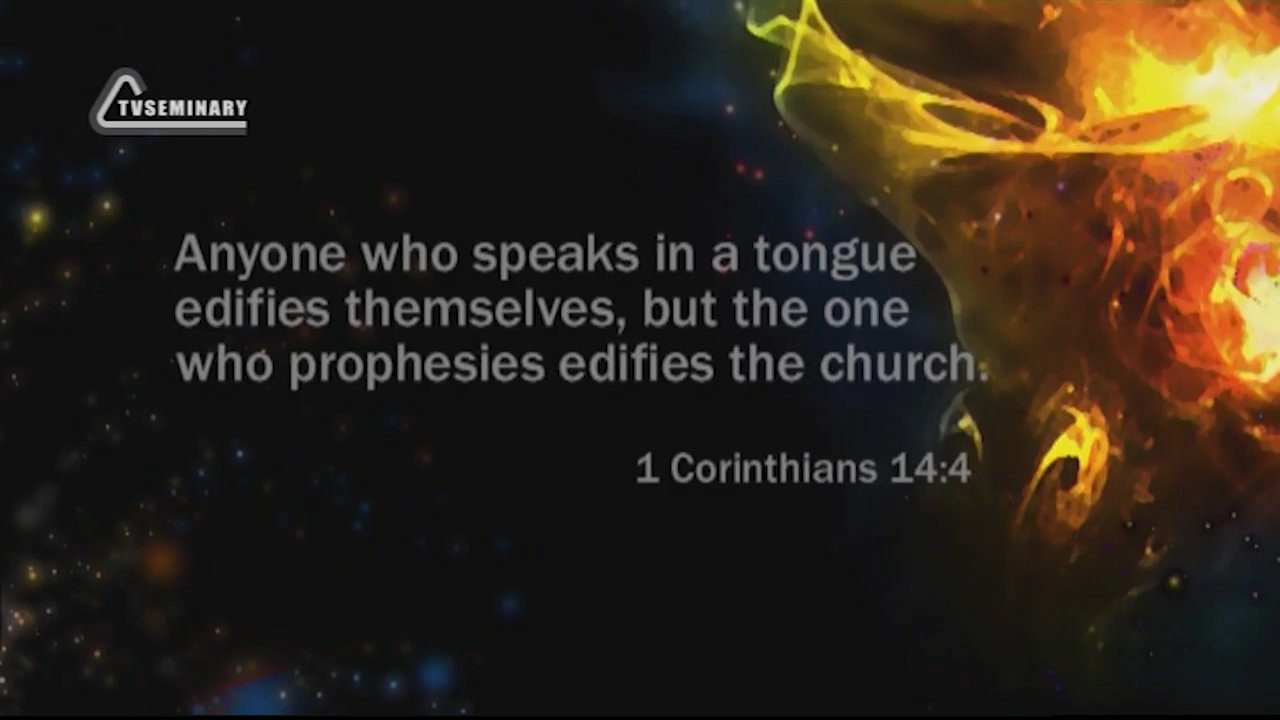 TVSEMINARY
Anyone who speaks in a tongue
edifies themselves, but the one
who prophesies edifies the church.
1 Corinthians 14:4